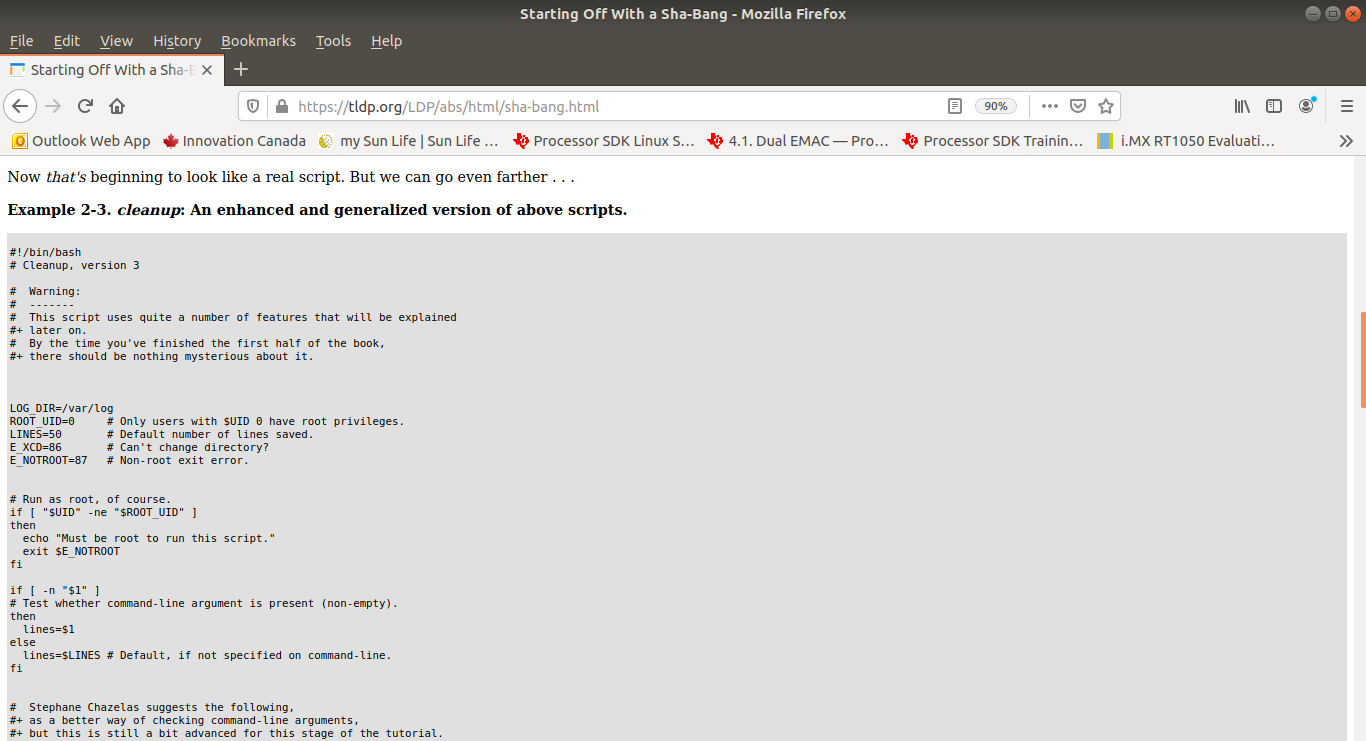 Starting Off With a Sha-Bang - Mozilla Firefox
File Edit View History Bookmarks Tools Help
Starting Off With a Sha-B
https://tldp.org/LDP/abs/html/sha-bang.html 90%
Outlook Web App Innovation Canada my Sun Life | Sun Life ... Processor SDK Linux S... 4.1. Dual EMAC — Pro... Processor SDK Trainin... i.MX RT1050 Evaluati...
Now that's beginning to look like a real script. But we can go even farther . . .
Example 2-3. cleanup: An enhanced and generalized version of above scripts.
#!/bin/bash
# Cleanup, version 3
#  Warning:
#  -------
#  This script uses quite a number of features that will be explained
#+ later on.
#  By the time you've finished the first half of the book,
#+ there should be nothing mysterious about it.
LOG_DIR=/var/log
ROOT_UID=0     # Only users with $UID 0 have root privileges.
LINES=50       # Default number of lines saved.
E_XCD=86       # Can't change directory?
E_NOTROOT=87   # Non-root exit error.
# Run as root, of course.
if [ "$UID" -ne "$ROOT_UID" ]
then
  echo "Must be root to run this script."
  exit $E_NOTROOT
fi
if [ -n "$1" ]
# Test whether command-line argument is present (non-empty).
then
  lines=$1
else
  lines=$LINES # Default, if not specified on command-line.
fi
#  Stephane Chazelas suggests the following,
#+ as a better way of checking command-line arguments,
#+ but this is still a bit advanced for this stage of the tutorial.